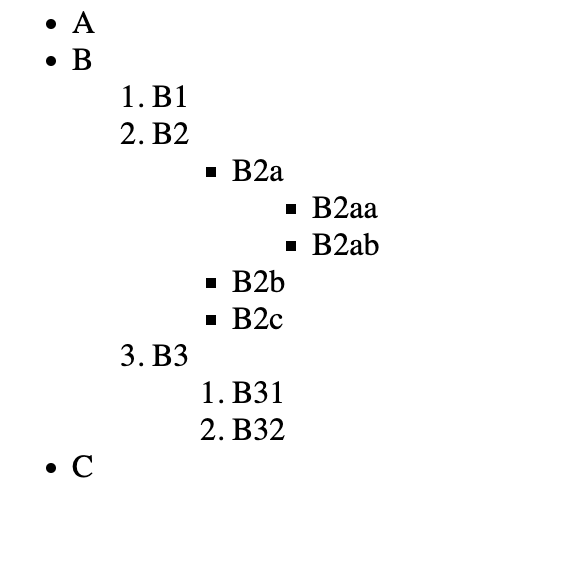 • A
• B
1. B1
2. B2
▪ B2a
▪ B2aa
▪ B2ab
▪ B2b
▪ B2c
3. B3
1. B31
2. B32
• C